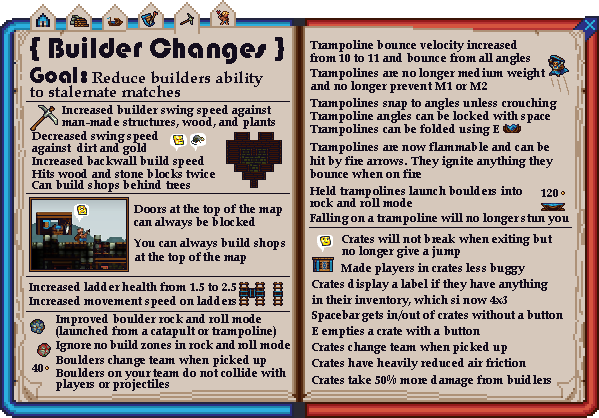 { Builder Changes }
Goal: Reduce builders ability
to stalemate matches
Increased builder swing speed against
man-made structures, wood, and plants
Decreased swing speed
against dirt and gold
Increased backwall build speed
Hits wood and stone blocks twice
Can build shops behind trees
Doors at the top of the map
can always be blocked
You can always build shops
at the top of the map
Increased ladder health from 1.5 to 2.5
Increased movement speed on ladders
Improved boulder rock and roll mode
(launched from a catapult or trampoline)
Ignore no build zones in rock and roll mode
Boulders change team when picked up
40°
Boulders on your team do not collide with
players or projectiles
Trampoline bounce velocity increased
from 10 to 11 and bounce from all angles
Trampolines are no longer medium weight
and no longer prevent M1 or M2
Trampolines snap to angles unless crouching
Trampoline angles can be locked with space
Trampolines can be folded using E
Trampolines are now flammable and can be
hit by fire arrows. They ignite anything they
bounce when on fire
Held trampolines launch boulders into
rock and roll mode
120°
Falling on a trampoline will no longer stun you
Crates will not break when exiting but
no longer give a jump
Made players in crates less buggy
Crates display a label if they have anything
in their inventory, which si now 4x3
Spacebar gets in/out of crates without a button
E empties a crate with a button
Crates change team when picked up
Crates have heavily reduced air friction
Crates take 50% more damage from buidlers